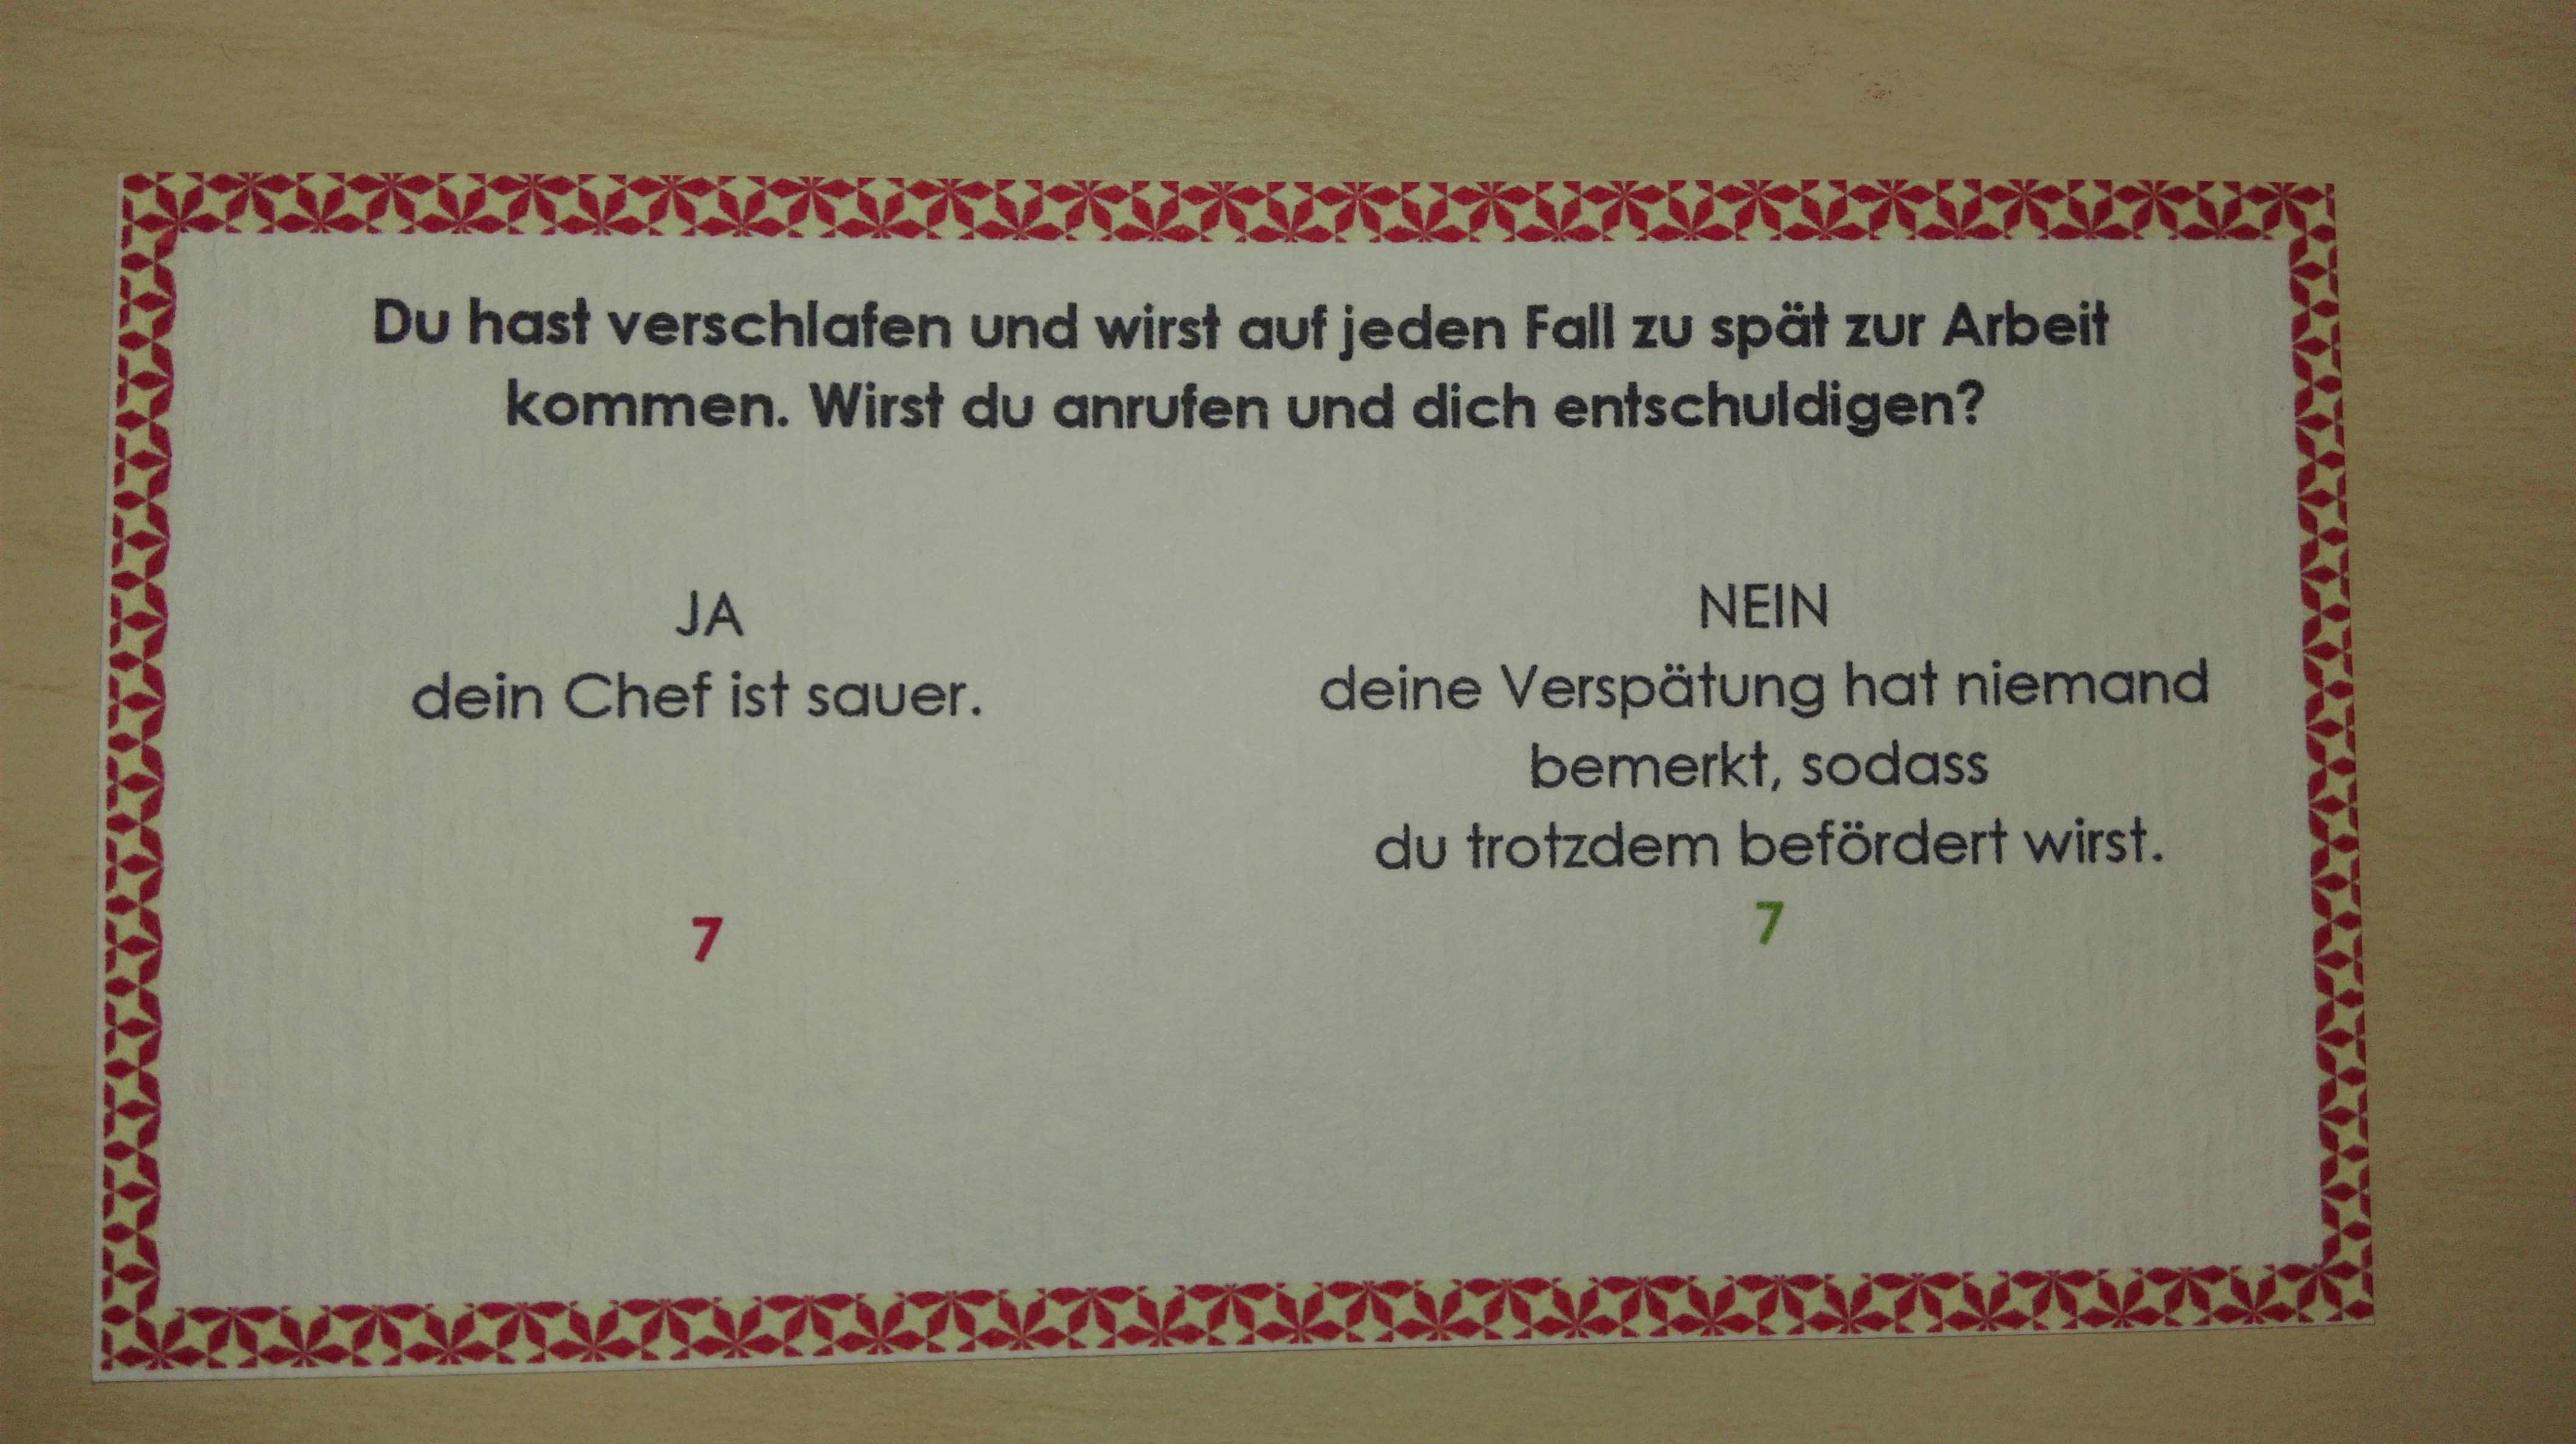 Du hast verschlafen und wirst auf jeden Fall zu spät zur Arbeit
kommen. Wirst du anrufen und dich entschuldigen?
JA
dein Chef ist sauer.
7
NEIN
deine Verspätung hat niemand
bemerkt, sodass
du trotzdem befördert wirst.
7